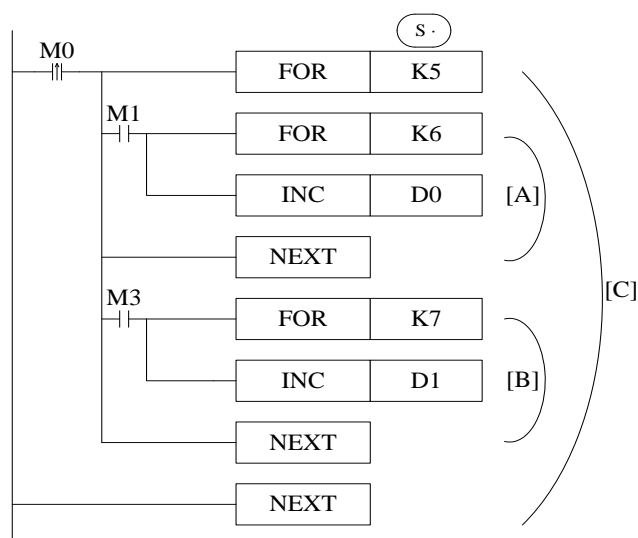 S·
M0
FOR K5
M1
FOR K6
INC D0 [A]
NEXT
[C]
M3
FOR K7
INC D1 [B]
NEXT
NEXT